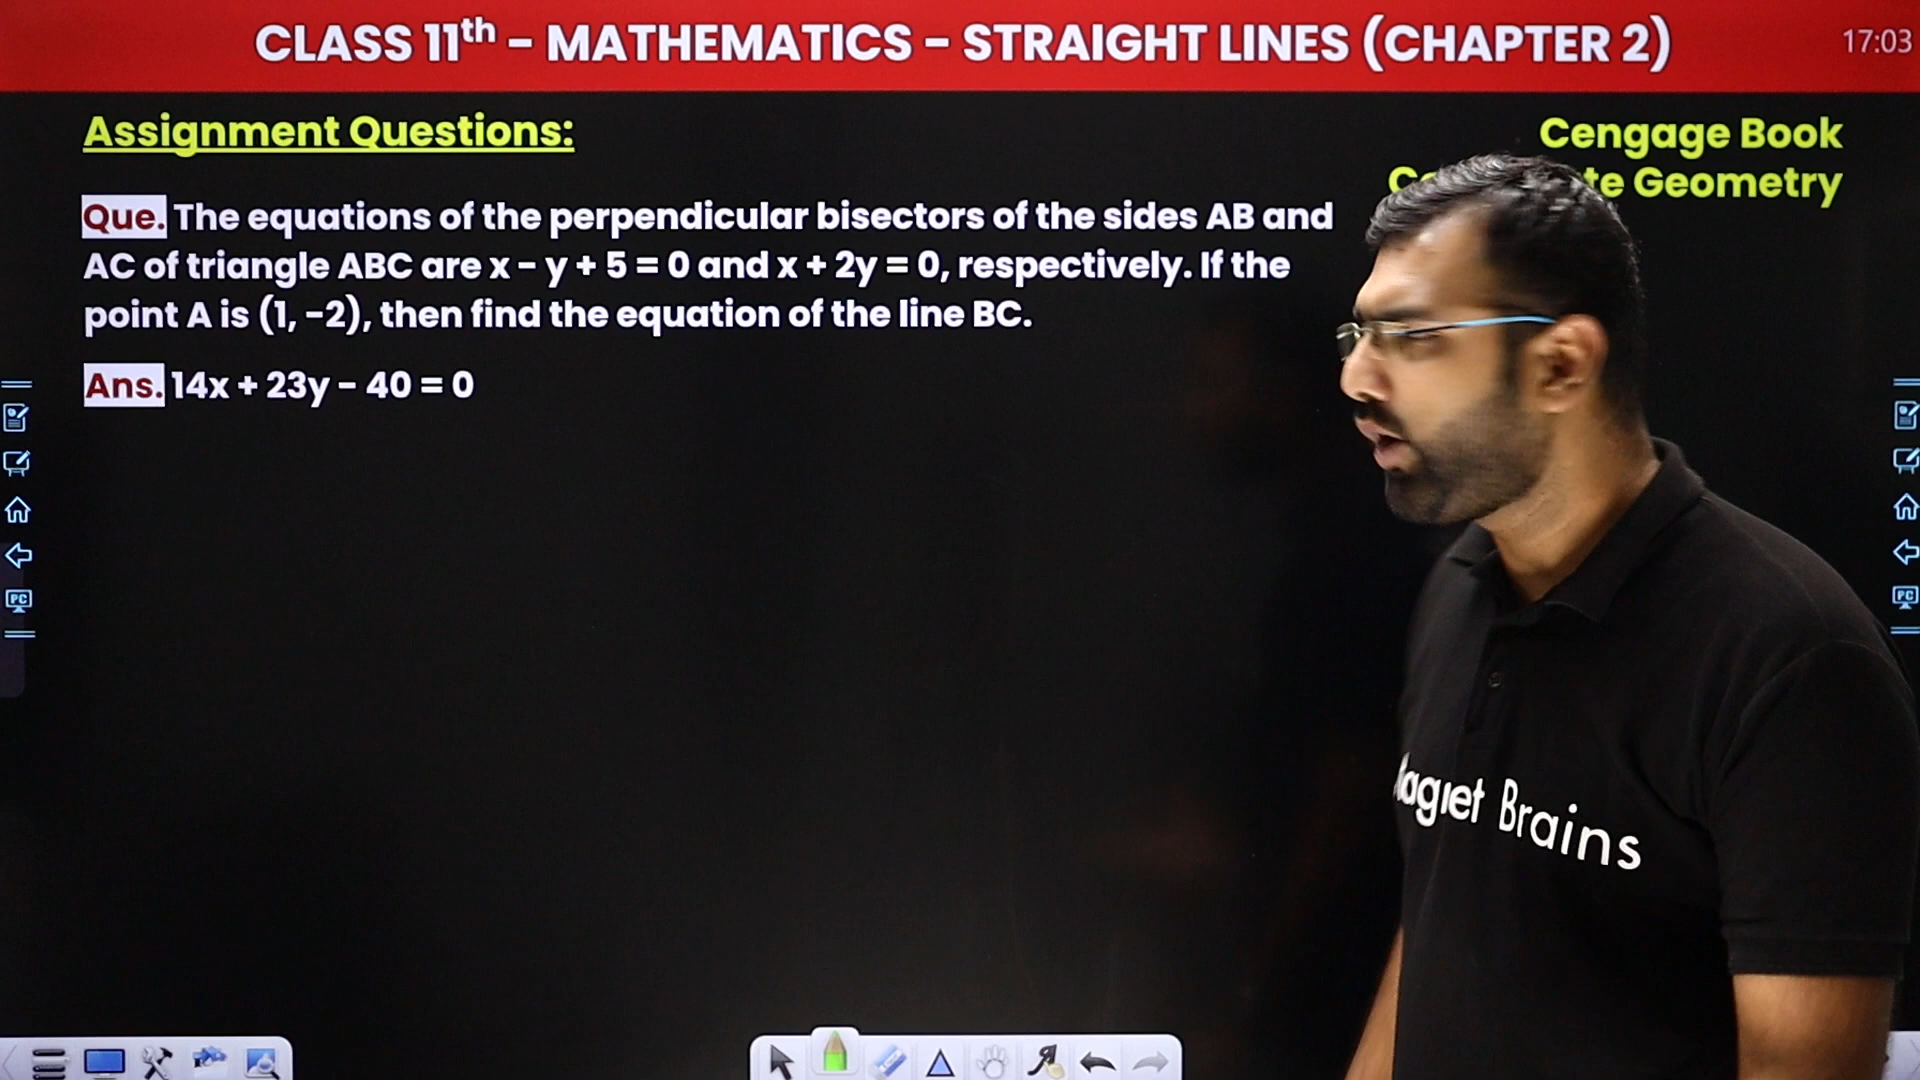 CLASS 11th - MATHEMATICS - STRAIGHT LINES (CHAPTER 2)
17:03
Assignment Questions:
Cengage Book
te Geometry
Que. The equations of the perpendicular bisectors of the sides AB and
AC of triangle ABC are x - y + 5 = 0 and x + 2y = 0, respectively. If the
point A is (1, -2), then find the equation of the line BC.
Ans. 14x + 23y - 40 = 0
PC
PC
Brains